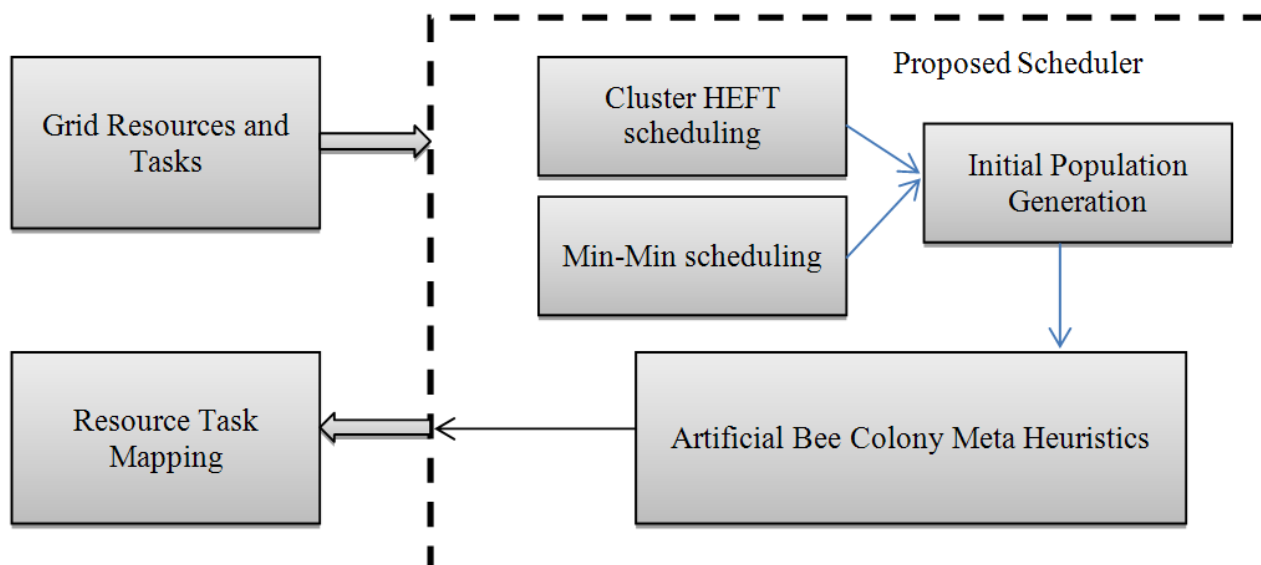 Proposed Scheduler
Grid Resources and
Tasks
Cluster HEFT
scheduling
Initial Population
Generation
Min-Min scheduling
Resource Task
Mapping
Artificial Bee Colony Meta Heuristics